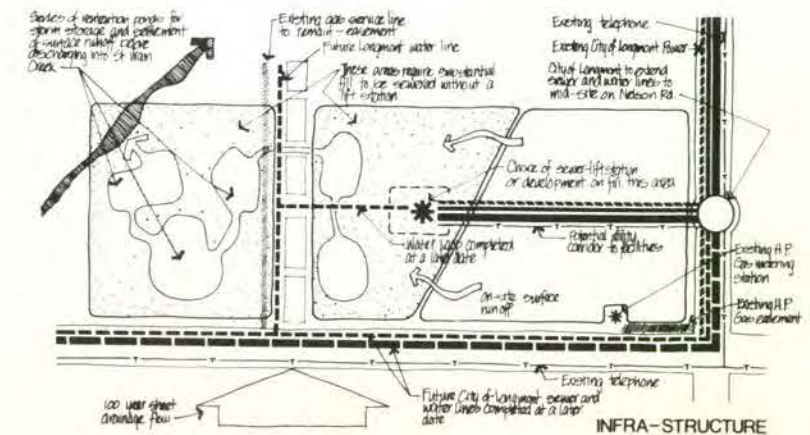 Series of retention ponds for
storm storage and settlement
of surface runoff before
discharging into St Vrain
Creek
Existing gas service line
to remain - easement
Future Longmont water line
These areas require substantial
fill to be sewered without a
lift station
Existing telephone
Existing City of Longmont Power
City of Longmont to extend
sewer and water lines to
mid-site on Nelson Rd.
Choice of sewer-lift station
or development on fill this area
Water loop completed
at a later date
Potential utility
corridor to facilities
on-site surface
run off
Existing H.P.
Gas metering
station
Existing H.P.
Gas easement
100 year sheet
drainage flow
Future City of Longmont sewer and
water lines completed at a later
date
Existing telephone
INFRA-STRUCTURE